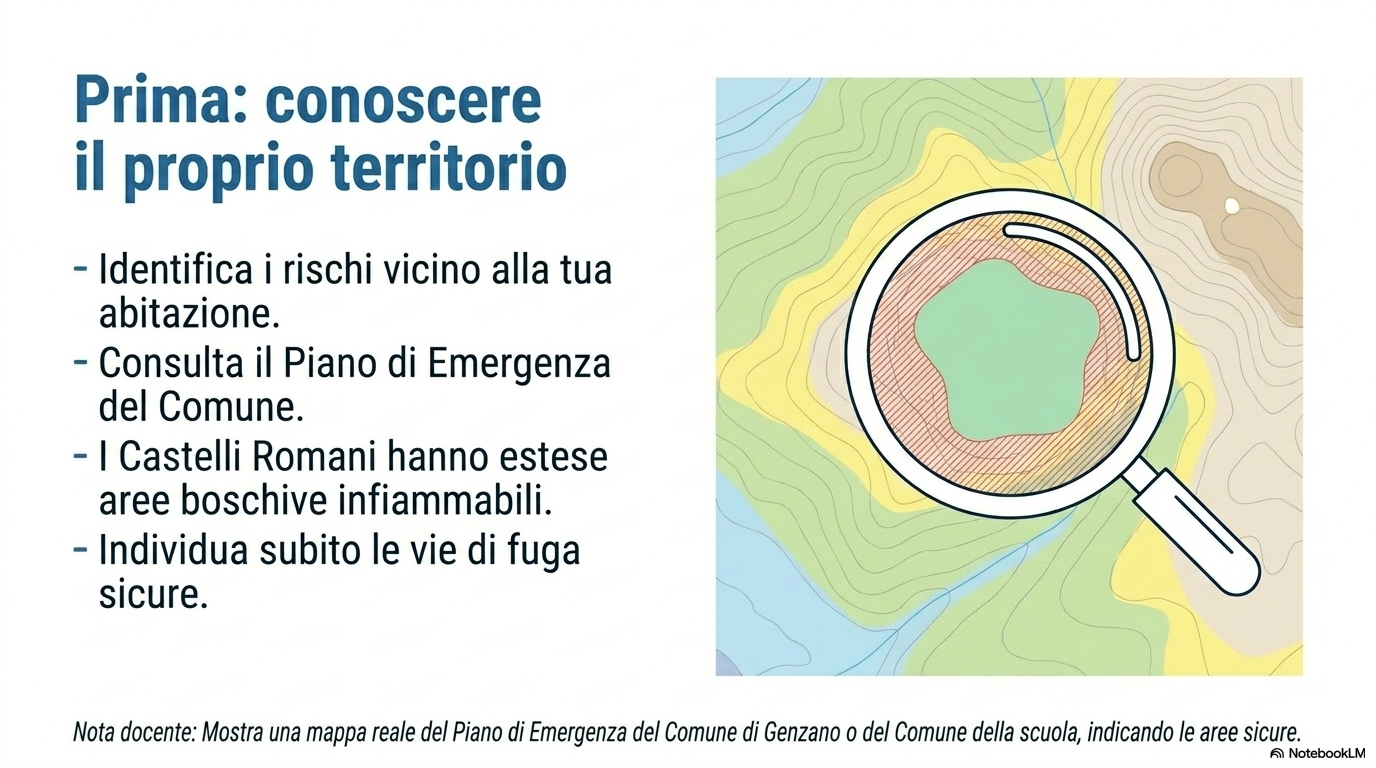 Prima: conoscere
il proprio territorio
- Identifica i rischi vicino alla tua
abitazione.
- Consulta il Piano di Emergenza
del Comune.
- I Castelli Romani hanno estese
aree boschive infiammabili.
- Individua subito le vie di fuga
sicure.
Nota docente: Mostra una mappa reale del Piano di Emergenza del Comune di Genzano o del Comune della scuola, indicando le aree sicure.
NotebookLM